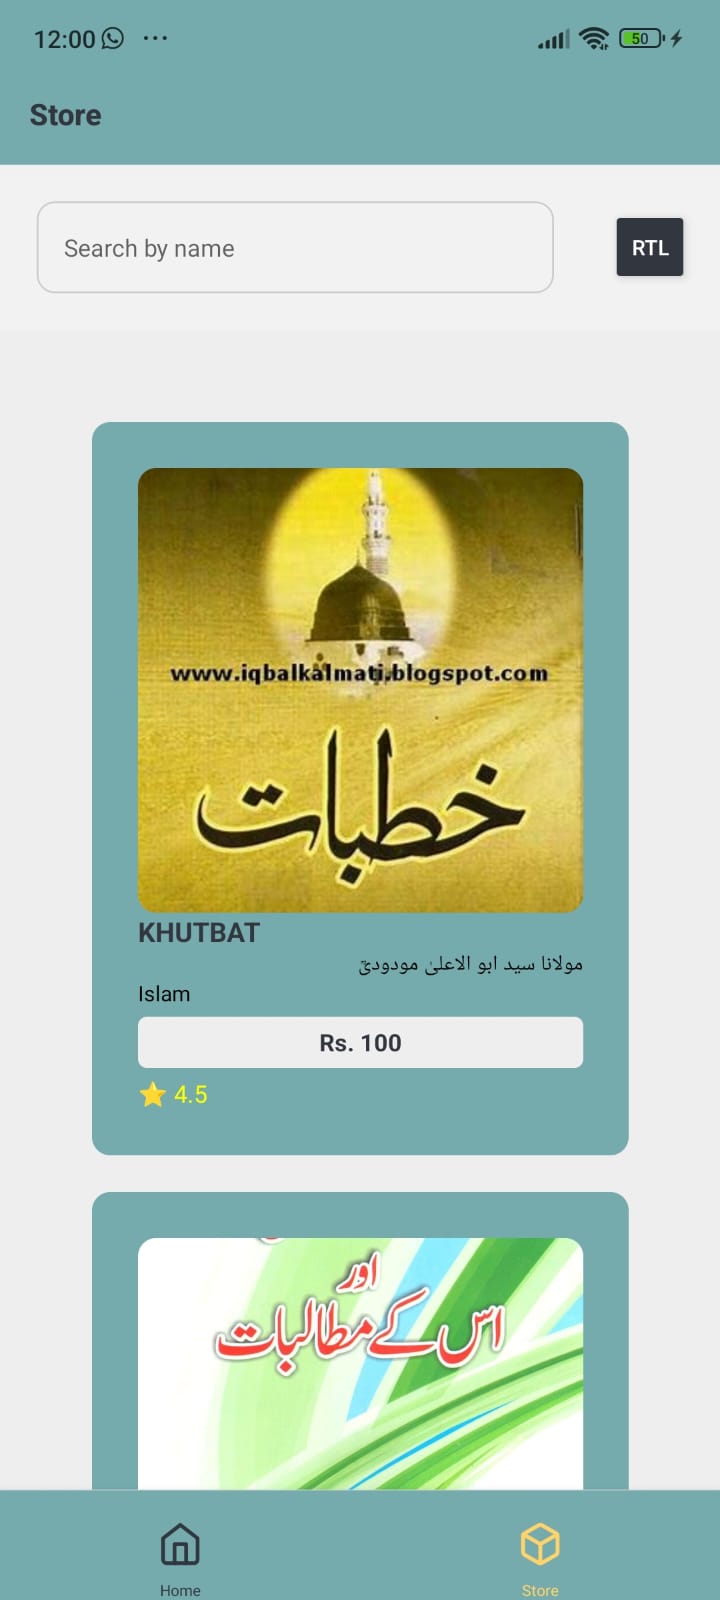 12:00
50
Store
Search by name
RTL
www.iqbalkalmati.blogspot.com
خطبات
KHUTBAT
مولانا سید ابو الاعلیٰ مودودیؒ
Islam
Rs. 100
⭐ 4.5
اور
اس کے مطالبات
Home
Store